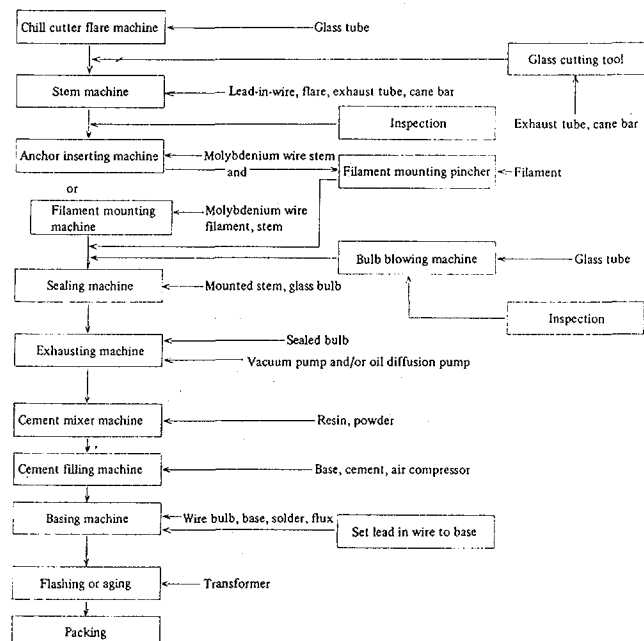 Chill cutter flare machine
Glass tube
Glass cutting tool
Stem machine
Lead-in-wire, flare, exhaust tube, cane bar
Inspection
Exhaust tube, cane bar
Anchor inserting machine
Molybdenium wire stem
and
Filament mounting pincher
Filament
or
Filament mounting
machine
Molybdenium wire
filament, stem
Bulb blowing machine
Glass tube
Sealing machine
Mounted stem, glass bulb
Inspection
Exhausting machine
Sealed bulb
Vacuum pump and/or oil diffusion pump
Cement mixer machine
Resin, powder
Cement filling machine
Base, cement, air compressor
Basing machine
Wire bulb, base, solder, flux
Set lead in wire to base
Flashing or aging
Transformer
Packing